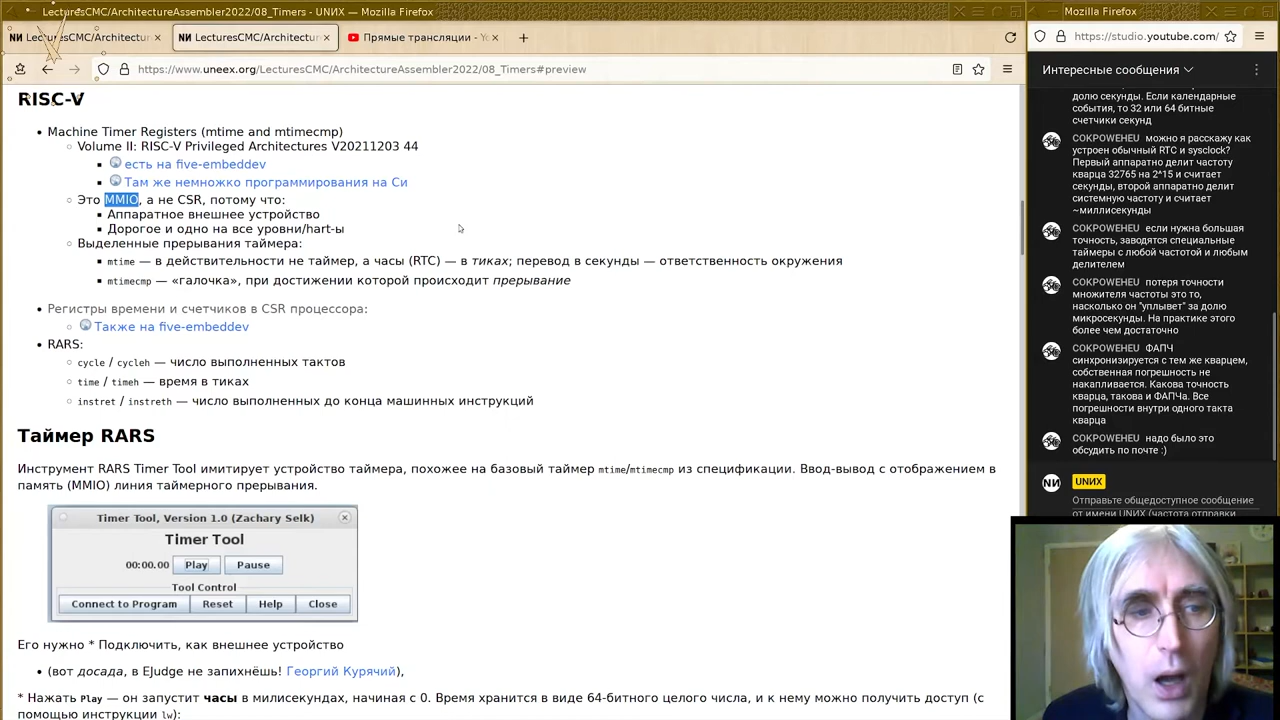 LecturesCMC/ArchitectureAssembler2022/08_Timers - UNИX — Mozilla Firefox
LecturesCMC/Architectur
LecturesCMC/Architectur
Прямые трансляции - Yo
https://www.uneex.org/LecturesCMC/ArchitectureAssembler2022/08_Timers#preview
RISC-V
Machine Timer Registers (mtime and mtimecmp)
Volume II: RISC-V Privileged Architectures V20211203 44
есть на five-embeddev
Там же немножко программирования на Си
Это MMIO, а не CSR, потому что:
Аппаратное внешнее устройство
Дорогое и одно на все уровни/hart-ы
Выделенные прерывания таймера:
mtime — в действительности не таймер, а часы (RTC) — в тиках; перевод в секунды — ответственность окружения
mtimecmp — «галочка», при достижении которой происходит прерывание
Регистры времени и счетчиков в CSR процессора:
Также на five-embeddev
RARS:
cycle / cycleh — число выполненных тактов
time / timeh — время в тиках
instret / instreth — число выполненных до конца машинных инструкций
Таймер RARS
Инструмент RARS Timer Tool имитирует устройство таймера, похожее на базовый таймер mtime/mtimecmp из спецификации. Ввод-вывод с отображением в
память (MMIO) линия таймерного прерывания.
Timer Tool, Version 1.0 (Zachary Selk)
Timer Tool
00:00.00 Play Pause
Tool Control
Connect to Program Reset Help Close
Его нужно * Подключить, как внешнее устройство
(вот досада, в EJudge не запихнёшь! Георгий Курячий),
* Нажать Play — он запустит часы в милисекундах, начиная с 0. Время хранится в виде 64-битного целого числа, и к нему можно получить доступ (с
помощью инструкции lw):
Mozilla Firefox
https://studio.youtube.com/
Интересные сообщения
долю секунды. Если календарные
события, то 32 или 64 битные
счетчики секунд
COKPOWEHEU можно я расскажу как
устроен обычный RTC и sysclock?
Первый аппаратно делит частоту
кварца 32765 на 2^15 и считает
секунды, второй аппаратно делит
системную частоту и считает
~миллисекунды
COKPOWEHEU если нужна большая
точность, заводятся специальные
таймеры с любой частотой и любым
делителем
COKPOWEHEU потеря точности
множителя частоты это то,
насколько он "уплывет" за долю
микросекунды. На практике этого
более чем достаточно
COKPOWEHEU ФАПЧ
синхронизируется с тем же кварцем,
собственная погрешность не
накапливается. Какова точность
кварца, такова и ФАПЧа. Все
погрешности внутри одного такта
кварца
COKPOWEHEU надо было это
обсудить по почте :)
UNИX
Отправьте общедоступное сообщение
от имени UNИX (частота отправки